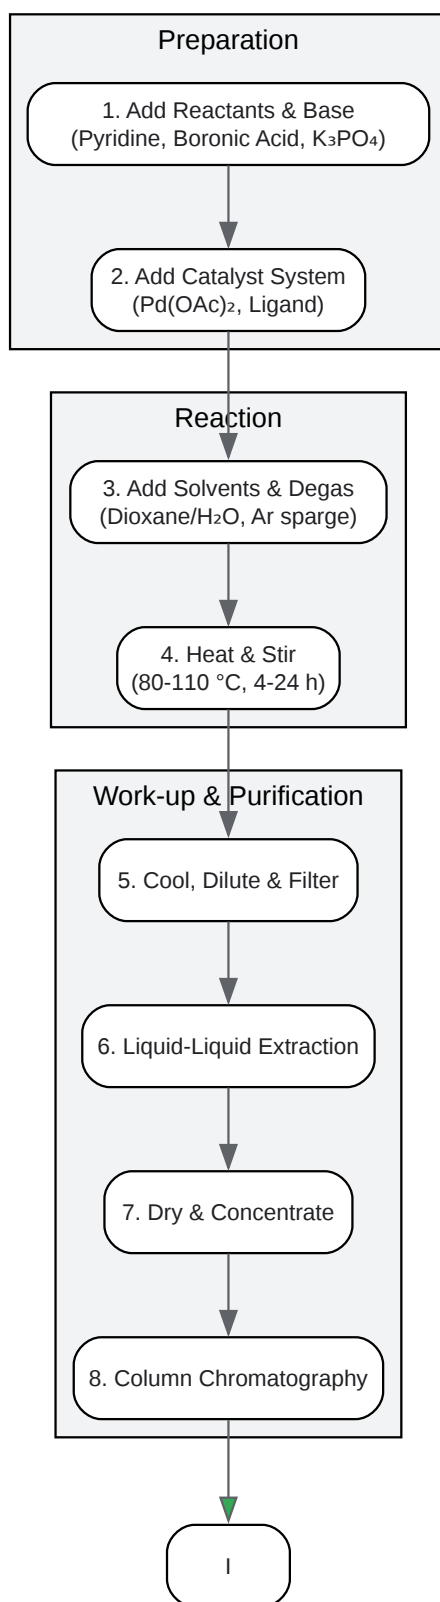 Preparation
1. Add Reactants & Base
(Pyridine, Boronic Acid, K₃PO₄)
2. Add Catalyst System
(Pd(OAc)₂, Ligand)
Reaction
3. Add Solvents & Degas
(Dioxane/H₂O, Ar sparge)
4. Heat & Stir
(80-110 °C, 4-24 h)
Work-up & Purification
5. Cool, Dilute & Filter
6. Liquid-Liquid Extraction
7. Dry & Concentrate
8. Column Chromatography
I